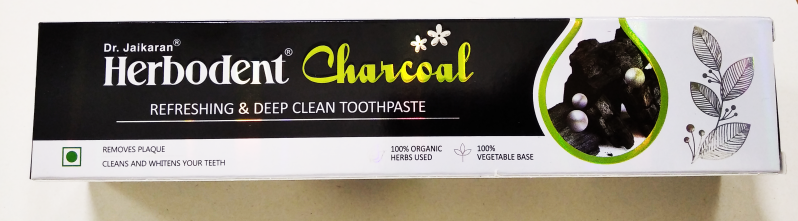 Dr. Jaikaran®
Herbodent® Charcoal
REFRESHING & DEEP CLEAN TOOTHPASTE
REMOVES PLAQUE
CLEANS AND WHITENS YOUR TEETH
100% ORGANIC
HERBS USED
100%
VEGETABLE BASE